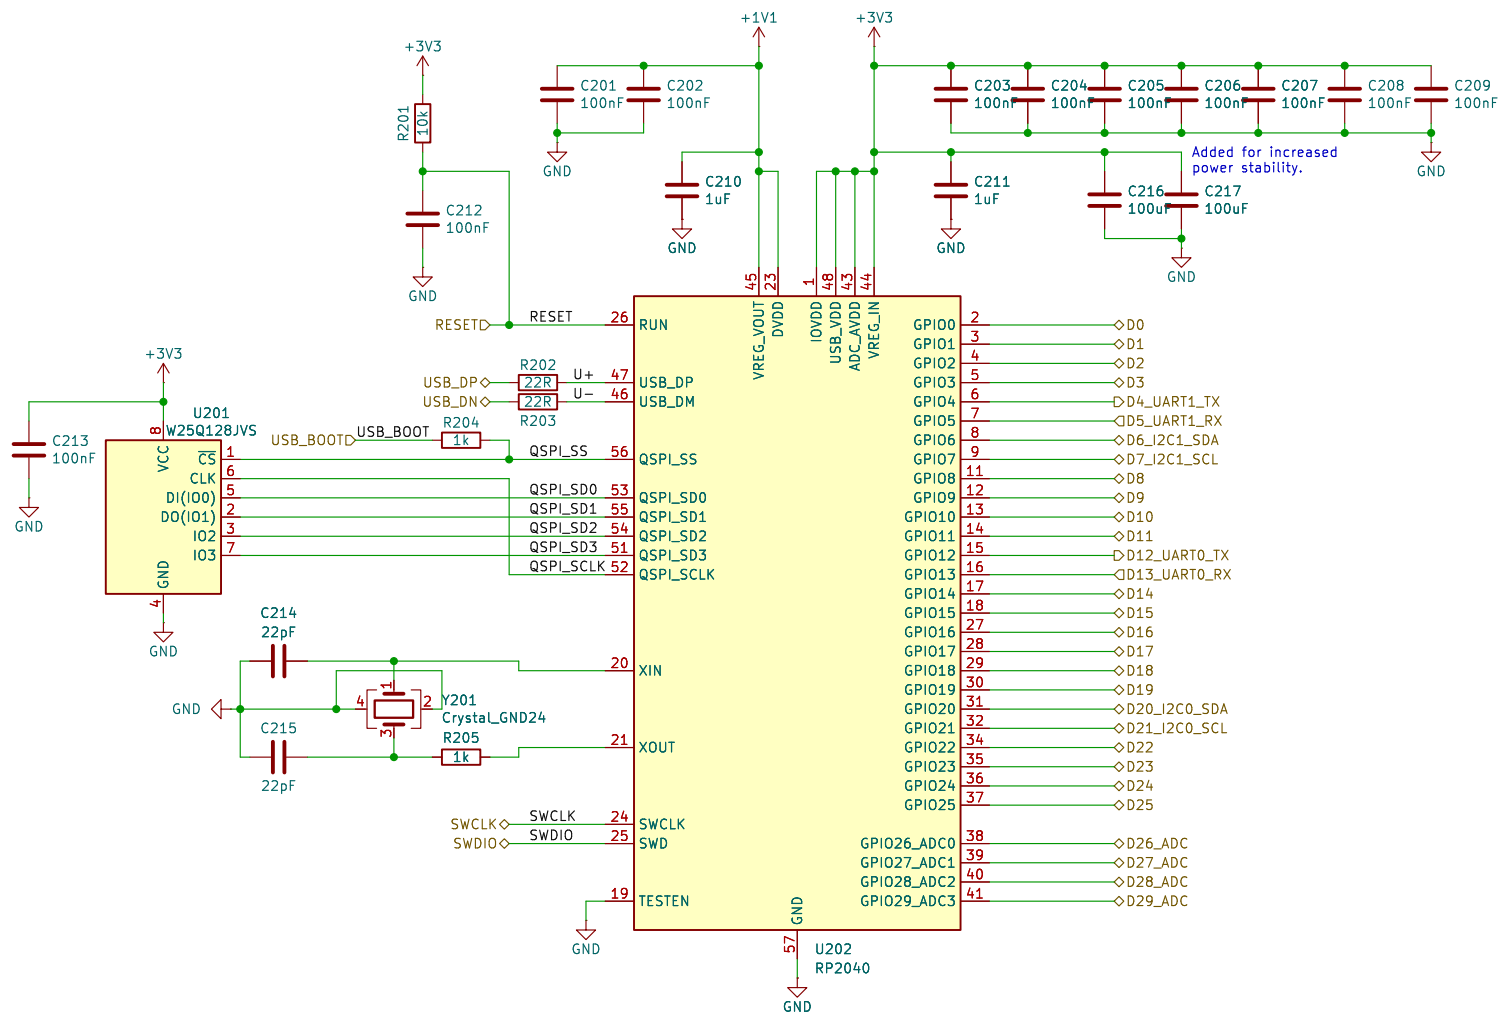 +1V1
+3V3
+3V3
C201
100nF
C202
100nF
C203
100nF
C204
100nF
C205
100nF
C206
100nF
C207
100nF
C208
100nF
C209
100nF
R201
10k
GND
GND
Added for increased
power stability.
C210
1uF
C211
1uF
C216
100uF
C217
100uF
C212
100nF
GND
GND
GND
GND
45
23
1
48
43
44
VREG_VOUT
DVDD
IOVDD
USB_VDD
ADC_AVDD
VREG_IN
RESET
RESET
26
RUN
+3V3
R202
USB_DP
22R
U+
47
USB_DP
USB_DN
22R
U-
46
USB_DM
R203
U201
W25Q128JVS
R204
USB_BOOT
USB_BOOT
1k
C213
100nF
8
VCC
CS
1
QSPI_SS
56
QSPI_SS
CLK
6
DI(IO0)
5
QSPI_SD0
53
QSPI_SD0
DO(IO1)
2
QSPI_SD1
55
QSPI_SD1
IO2
3
QSPI_SD2
54
QSPI_SD2
IO3
7
QSPI_SD3
51
QSPI_SD3
QSPI_SCLK
52
QSPI_SCLK
GND
GND
4
GND
C214
22pF
20
XIN
GND
1
4
2
3
Y201
Crystal_GND24
C215
22pF
R205
1k
21
XOUT
SWCLK
SWCLK
24
SWCLK
SWDIO
SWDIO
25
SWD
19
TESTEN
GND
GND
57
GND
U202
RP2040
GPIO0
2
D0
GPIO1
3
D1
GPIO2
4
D2
GPIO3
5
D3
GPIO4
6
D4_UART1_TX
GPIO5
7
D5_UART1_RX
GPIO6
8
D6_I2C1_SDA
GPIO7
9
D7_I2C1_SCL
GPIO8
11
D8
GPIO9
12
D9
GPIO10
13
D10
GPIO11
14
D11
GPIO12
15
D12_UART0_TX
GPIO13
16
D13_UART0_RX
GPIO14
17
D14
GPIO15
18
D15
GPIO16
27
D16
GPIO17
28
D17
GPIO18
29
D18
GPIO19
30
D19
GPIO20
31
D20_I2C0_SDA
GPIO21
32
D21_I2C0_SCL
GPIO22
34
D22
GPIO23
35
D23
GPIO24
36
D24
GPIO25
37
D25
GPIO26_ADC0
38
D26_ADC
GPIO27_ADC1
39
D27_ADC
GPIO28_ADC2
40
D28_ADC
GPIO29_ADC3
41
D29_ADC